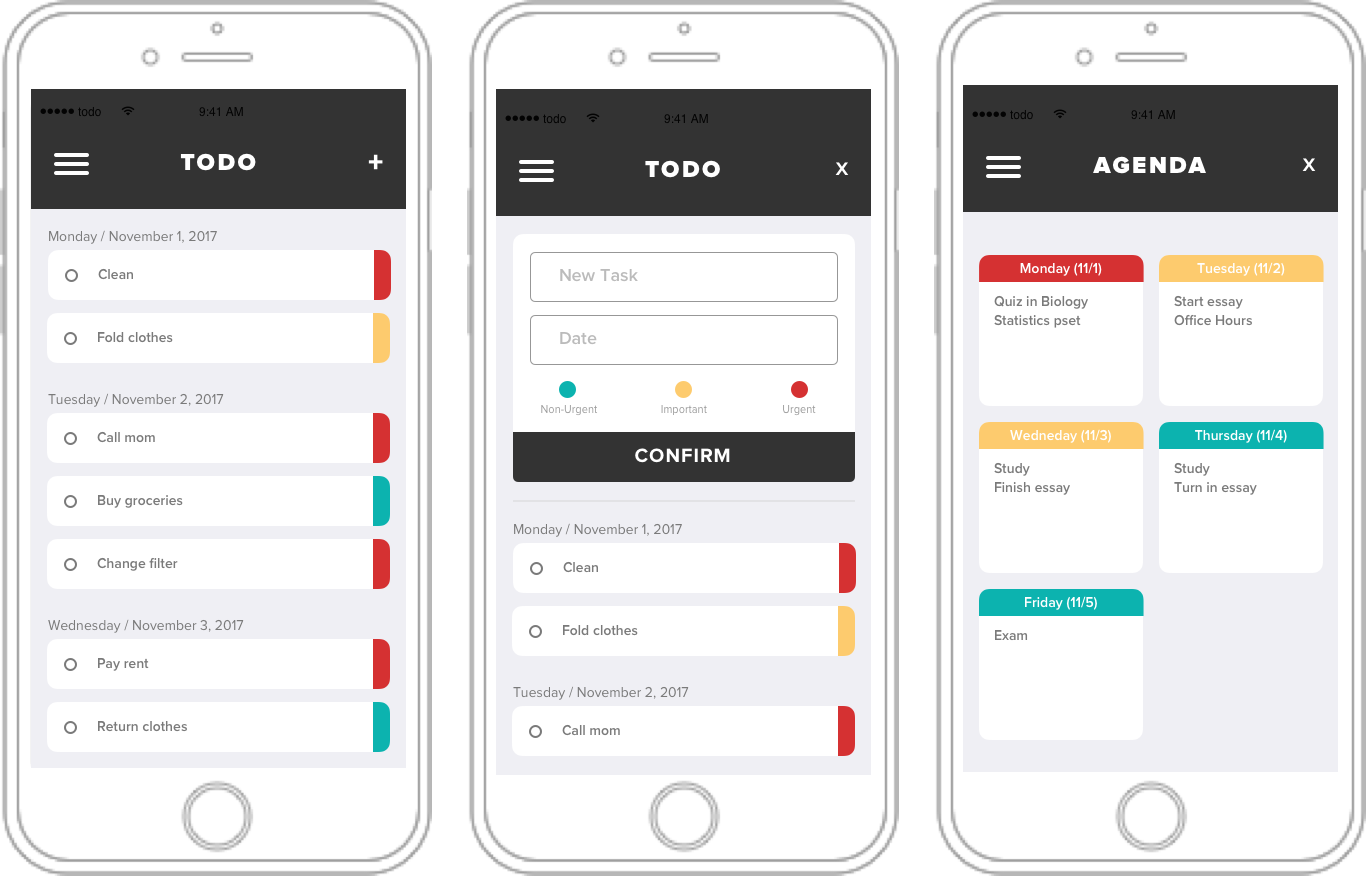 todo 9:41 AM
TODO +
Monday / November 1, 2017
Clean
Fold clothes
Tuesday / November 2, 2017
Call mom
Buy groceries
Change filter
Wednesday / November 3, 2017
Pay rent
Return clothes
todo 9:41 AM
TODO X
New Task
Date
Non-Urgent Important Urgent
CONFIRM
Monday / November 1, 2017
Clean
Fold clothes
Tuesday / November 2, 2017
Call mom
todo 9:41 AM
AGENDA X
Monday (11/1)
Quiz in Biology
Statistics pset
Tuesday (11/2)
Start essay
Office Hours
Wedneday (11/3)
Study
Finish essay
Thursday (11/4)
Study
Turn in essay
Friday (11/5)
Exam